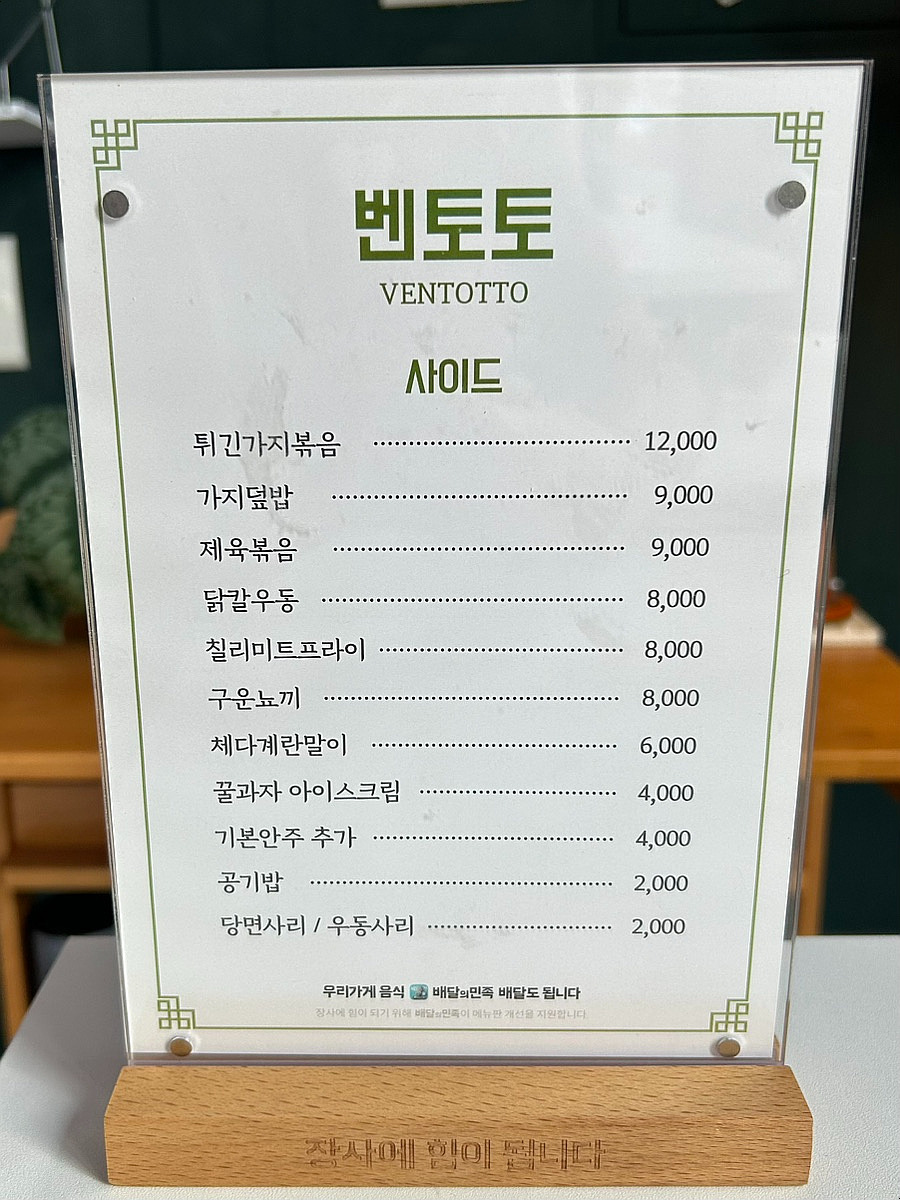 벤토토
VENTOTTO
사이드
튀긴가지볶음 12,000
가지덮밥 9,000
제육볶음 9,000
닭칼우동 8,000
칠리미트프라이 8,000
구운뇨끼 8,000
체다계란말이 6,000
꿀과자 아이스크림 4,000
기본안주 추가 4,000
공기밥 2,000
당면사리 / 우동사리 2,000
우리가게 음식 배달의민족 배달도 됩니다
장사에 힘이 되기 위해 배달의민족이 메뉴판 개선을 지원합니다.
장사에 힘이 됩니다